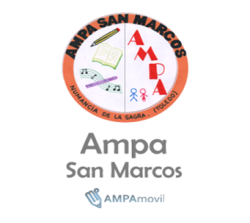 AMPA SAN MARCOS
AMPA
NUMANCIA DE LA SAGRA. (TOLEDO)
Ampa
San Marcos
AMPAmovil